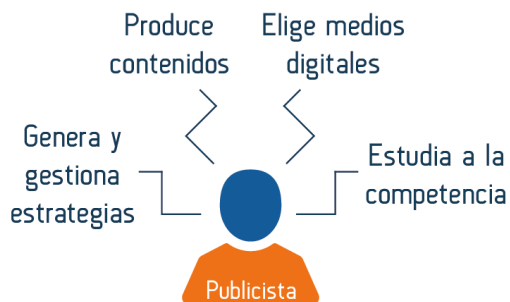 Produce
contenidos
Elige medios
digitales
Genera y
gestiona
estrategias
Estudia a la
competencia
Publicista